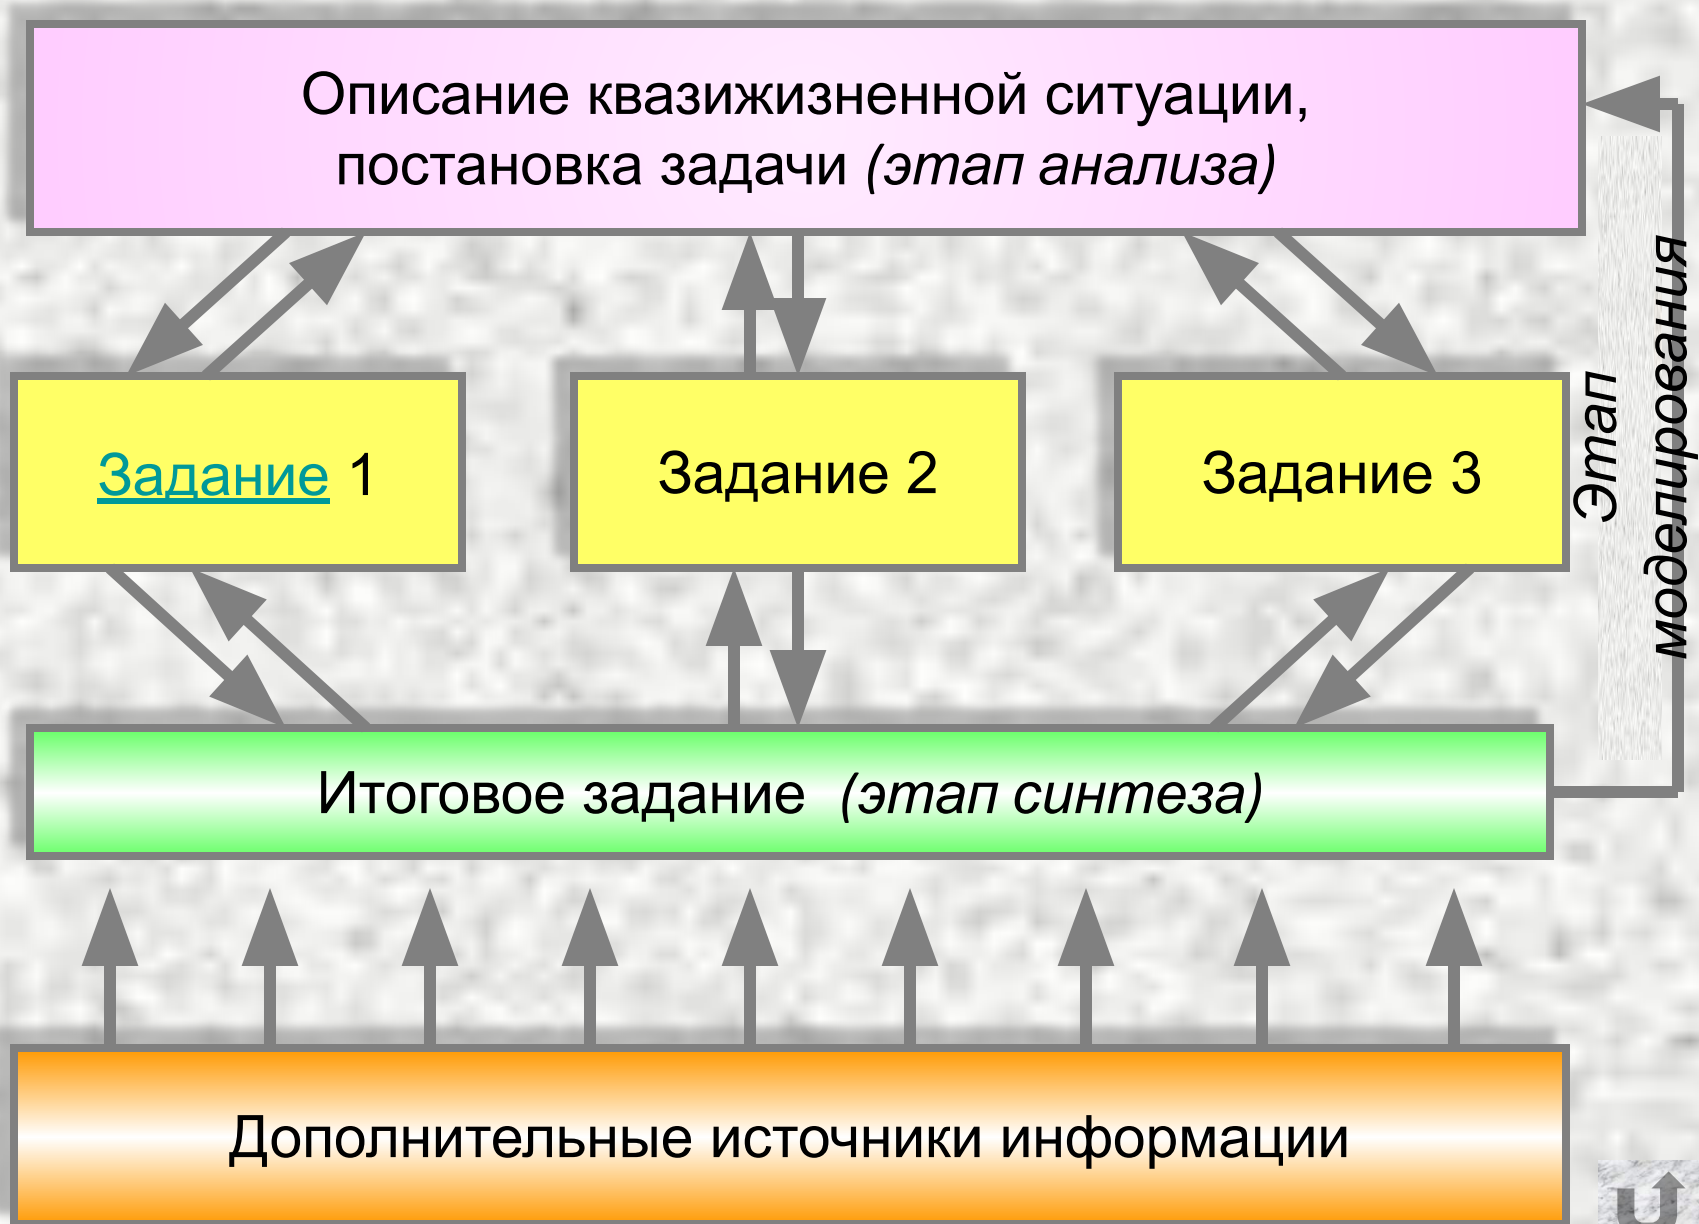 Описание квазижизненной ситуации,
постановка задачи (этап анализа)
Задание 1
Задание 2
Задание 3
Этап
моделирования
Итоговое задание (этап синтеза)
Дополнительные источники информации